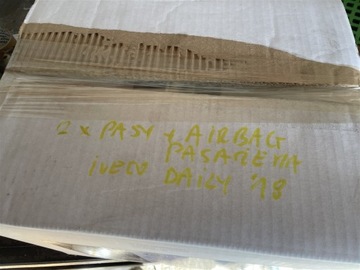 2 x PASY + AIRBAG
PASAŻERA
IVECO DAILY '18